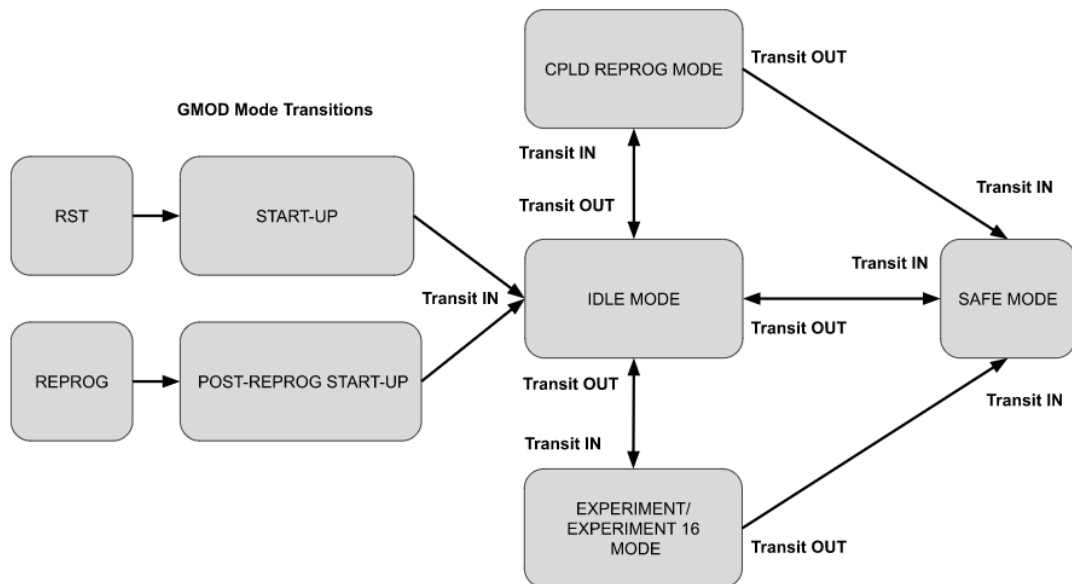 GMOD Mode Transitions
RST
START-UP
REPROG
POST-REPROG START-UP
Transit IN
CPLD REPROG MODE
Transit OUT
Transit IN
Transit OUT
Transit IN
IDLE MODE
Transit IN
Transit OUT
SAFE MODE
Transit OUT
Transit IN
Transit IN
EXPERIMENT/
EXPERIMENT 16
MODE
Transit OUT